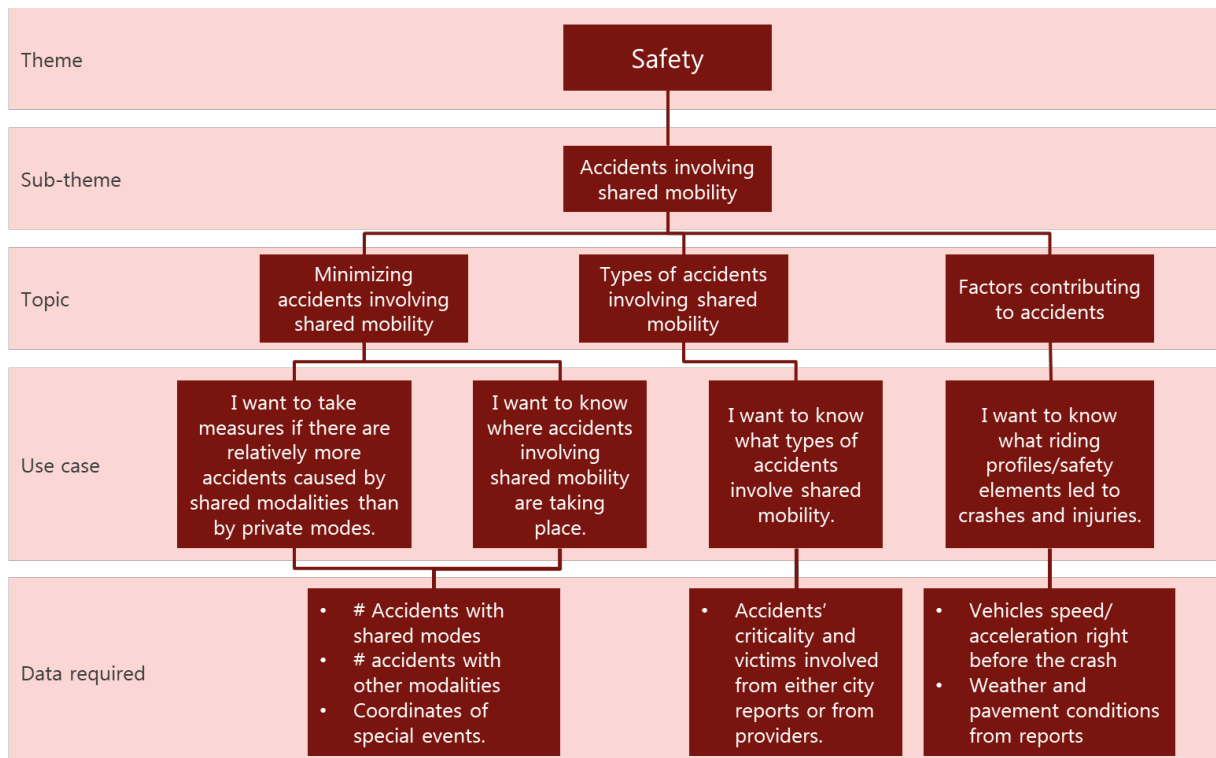 Theme
Safety
Sub-theme
Accidents involving
shared mobility
Topic
Minimizing
accidents involving
shared mobility
Types of accidents
involving shared
mobility
Factors contributing
to accidents
Use case
I want to take
measures if there are
relatively more
accidents caused by
shared modalities than
by private modes.
I want to know
where accidents
involving
shared mobility
are taking
place.
I want to know
what types of
accidents
involve shared
mobility.
I want to know
what riding
profiles/safety
elements led to
crashes and injuries.
Data required
• # Accidents with
shared modes
• # accidents with
other modalities
• Coordinates of
special events.
• Accidents’
criticality and
victims involved
from either city
reports or from
providers.
• Vehicles speed/
acceleration right
before the crash
• Weather and
pavement conditions
from reports